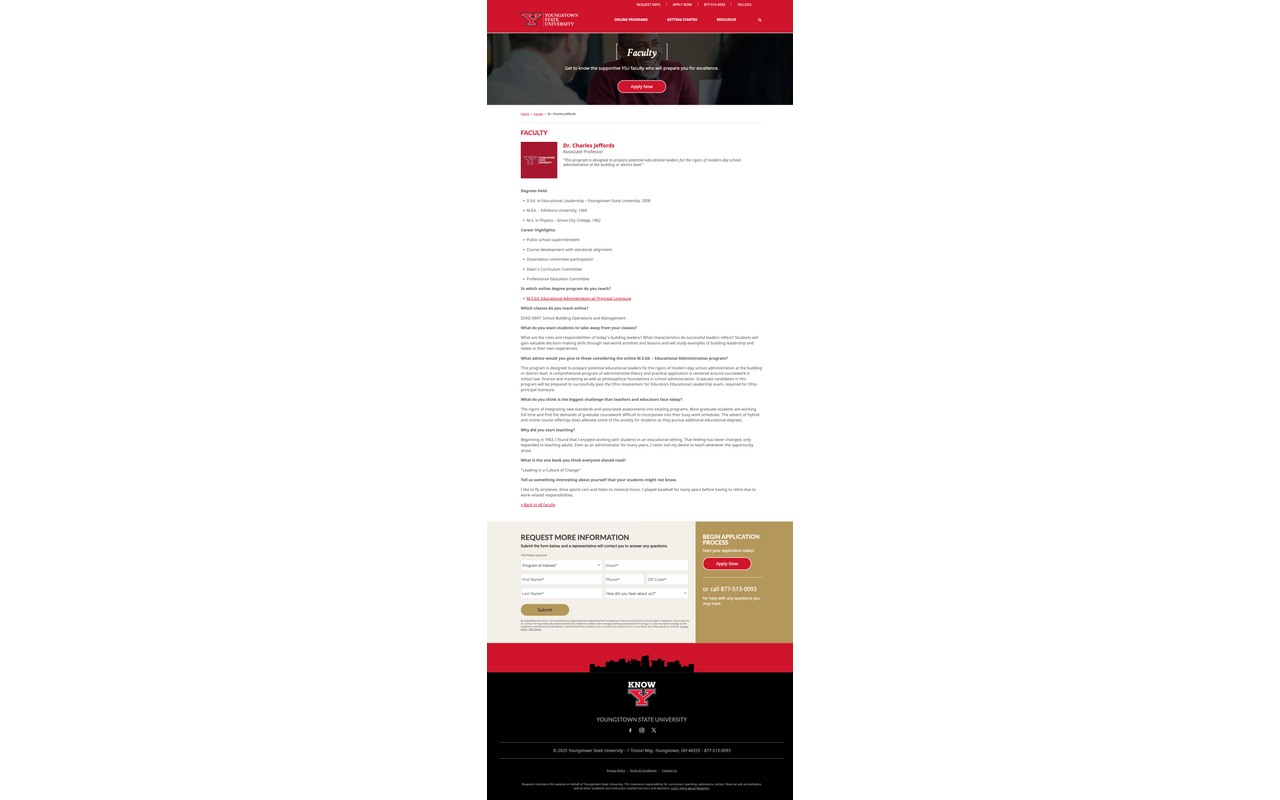 REQUEST INFO | APPLY NOW | 877-513-0093 | YSU.EDU
YOUNGSTOWN
STATE
UNIVERSITY
ONLINE PROGRAMS GETTING STARTED RESOURCES
Faculty
Get to know the supportive YSU faculty who will prepare you for excellence.
Apply Now
Home > Faculty > Dr. Charles Jeffords
FACULTY
YOUNGSTOWN
STATE
UNIVERSITY
Dr. Charles Jeffords
Associate Professor
"This program is designed to prepare potential educational leaders for the rigors of modern-day school
administration at the building or district level."
Degrees Held:
• D.Ed. in Educational Leadership – Youngstown State University, 2008
• M.Ed. – Edinboro University, 1969
• M.S. in Physics – Grove City College, 1962
Career Highlights:
• Public school superintendent
• Course development with standards alignment
• Dissertation committee participation
• Dean's Curriculum Committee
• Professional Education Committee
In which online degree program do you teach?
• M.S.Ed. Educational Administration w/ Principal Licensure
Which classes do you teach online?
EDAD 6947: School Building Operations and Management
What do you want students to take away from your classes?
What are the roles and responsibilities of today's building leaders? What characteristics do successful leaders reflect? Students will
gain valuable decision-making skills through real-world activities and lessons and will study examples of building leadership and
relate to their own experiences.
What advice would you give to those considering the online M.S.Ed. – Educational Administration program?
This program is designed to prepare potential educational leaders for the rigors of modern-day school administration at the building
or district level. A comprehensive program of administrative theory and practical application is centered around coursework in
school law, finance and marketing as well as philosophical foundations in school administration. Graduate candidates in this
program will be prepared to successfully pass the Ohio Assessment for Educators Educational Leadership exam, required for Ohio
principal licensure.
What do you think is the biggest challenge that teachers and educators face today?
The rigors of integrating new standards and associated assessments into existing programs. Most graduate students are working
full-time and find the demands of graduate coursework difficult to incorporate into their busy work schedules. The advent of hybrid
and online course offerings does alleviate some of the anxiety for students as they pursue additional educational degrees.
Why did you start teaching?
Beginning in 1963, I found that I enjoyed working with students in an educational setting. That feeling has never changed, only
expanded to teaching adults. Even as an administrator for many years, I never lost my desire to teach whenever the opportunity
arose.
What is the one book you think everyone should read?
"Leading in a Culture of Change"
Tell us something interesting about yourself that your students might not know.
I like to fly airplanes, drive sports cars and listen to classical music. I played baseball for many years before having to retire due to
work-related responsibilities.
« Back to all faculty
REQUEST MORE INFORMATION
Submit the form below, and a representative will contact you to answer any questions.
*All fields required.
Program of Interest* Email*
First Name* Phone* ZIP Code*
Last Name* How did you hear about us?*
Submit
BEGIN APPLICATION
PROCESS
Start your application today!
Apply Now
or call 877-513-0093
for help with any questions you
may have.
KNOW
Y
YOUNGSTOWN STATE UNIVERSITY
© 2025 Youngstown State University - 1 Tressel Way, Youngstown, OH 44555 - 877-513-0093
Privacy Policy Terms & Conditions Contact Us